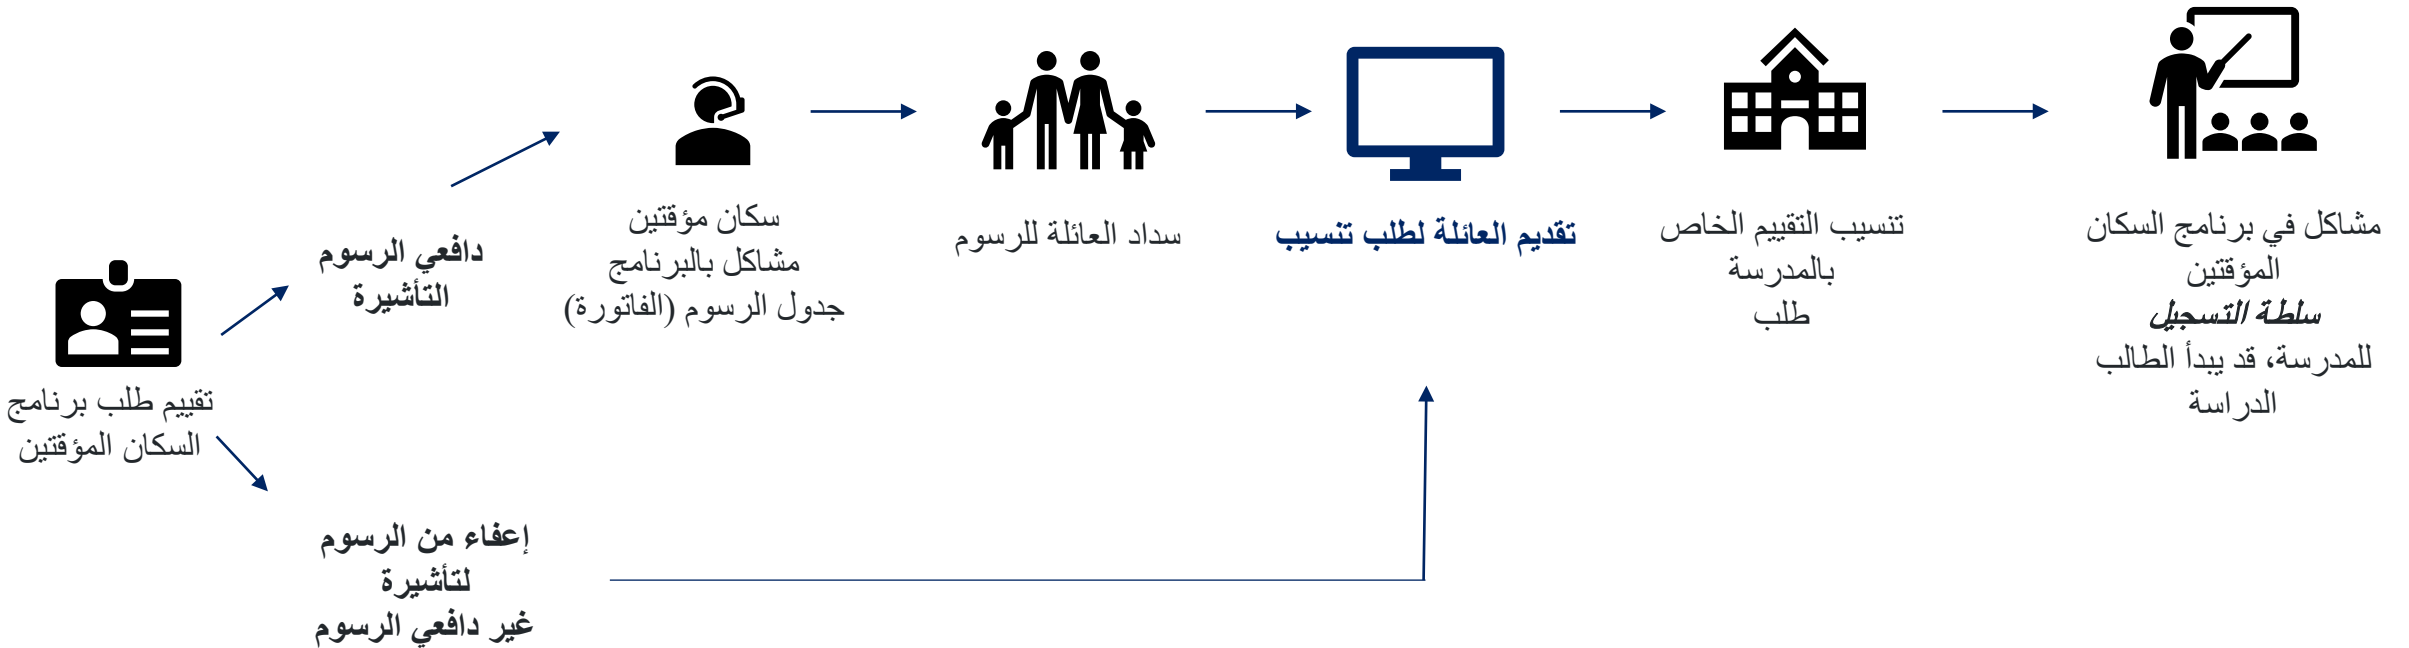 تقييم طلب برنامج
السكان المؤقتين
دافعي الرسوم
التأشيرة
إعفاء من الرسوم
لتأشيرة
غير دافعي الرسوم
سكان مؤقتين
مشاكل بالبرنامج
جدول الرسوم (الفاتورة)
سداد العائلة للرسوم
تقديم العائلة لطلب تنسيب
تنسيب التقييم الخاص
بالمدرسة
طلب
مشاكل في برنامج السكان
المؤقتين
سلطة التسجيل
للمدرسة، قد يبدأ الطالب
الدراسة